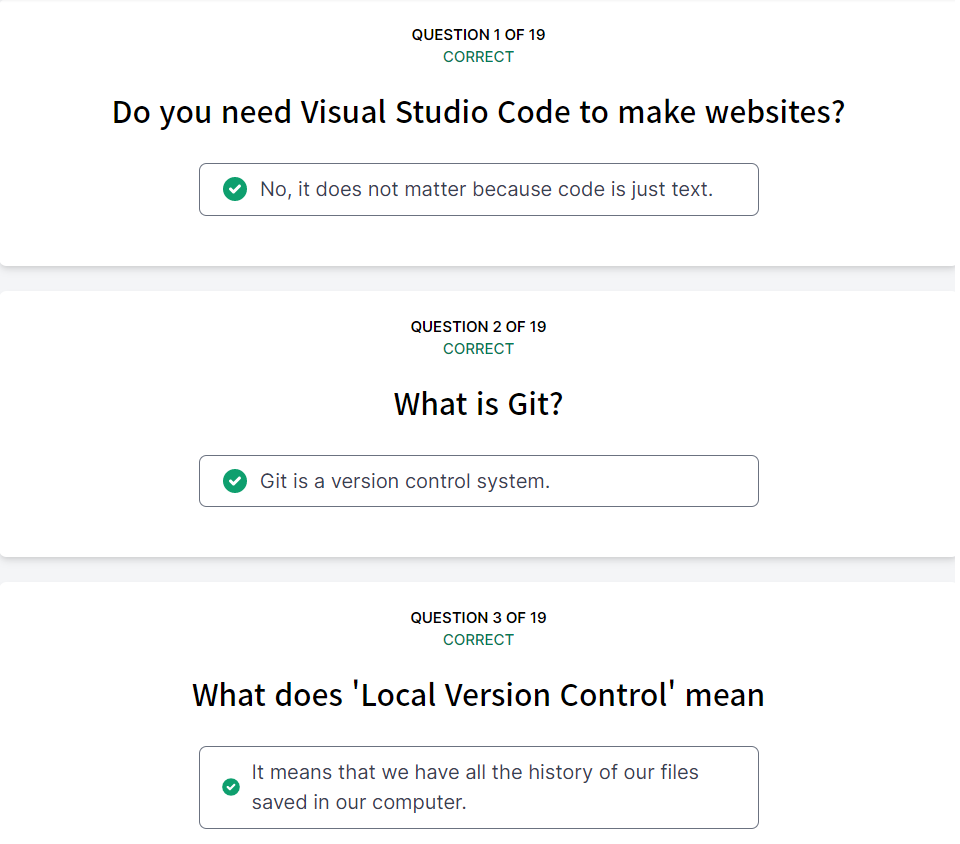 QUESTION 1 OF 19
CORRECT
Do you need Visual Studio Code to make websites?
No, it does not matter because code is just text.
QUESTION 2 OF 19
CORRECT
What is Git?
Git is a version control system.
QUESTION 3 OF 19
CORRECT
What does 'Local Version Control' mean
It means that we have all the history of our files
saved in our computer.